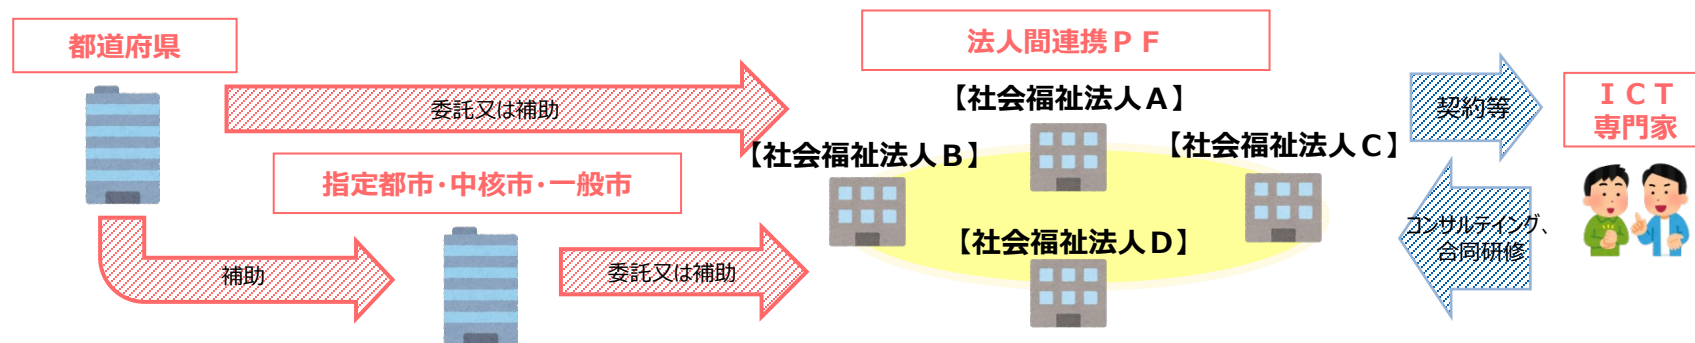 都道府県
法人間連携ＰＦ
委託又は補助
【社会福祉法人Ａ】
契約等
ＩＣＴ
専門家
【社会福祉法人Ｂ】
【社会福祉法人Ｃ】
指定都市・中核市・一般市
【社会福祉法人Ｄ】
コンサルテイング、
合同研修
補助
委託又は補助